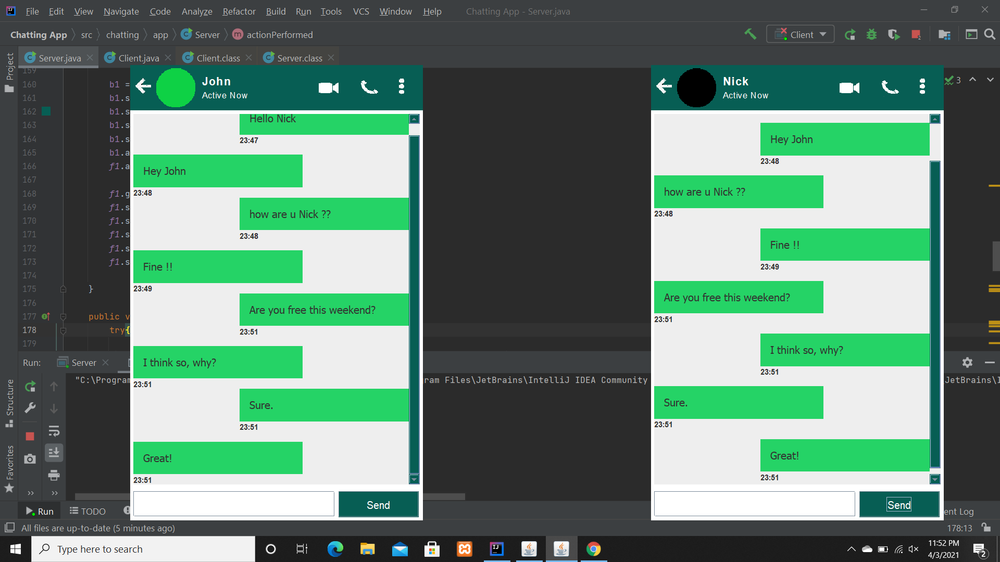 File Edit View Navigate Code Analyze Refactor Build Run Tools VCS Window Help Chatting App - Server.java
Chatting App src chatting app Server actionPerformed Client 2
Server.java Client.java Client.class Server.class
Project
159
160 b1 =
161 b1.s
162 b1.s
163 b1.s
164 b1.s
165 b1.a
166 f1.a
167
168 f1.g
169 f1.s
170 f1.s
171 f1.s
172 f1.s
173 f1.s
174
175 }
176
177 public v
178 try{
179
3
John
Active Now
Hello Nick
23:47
Hey John
23:48
how are u Nick ??
23:48
Fine !!
23:49
Are you free this weekend?
23:51
I think so, why?
23:51
Sure.
23:51
Great!
23:51
Send
Nick
Active Now
Hey John
23:48
how are u Nick ??
23:48
Fine !!
23:49
Are you free this weekend?
23:51
I think so, why?
23:51
Sure.
23:51
Great!
23:51
Send
Run: Server
"C:\Program
ram Files\JetBrains\IntelliJ IDEA Community
JetBrains\I
Structure
Favorites
Run TODO
ent Log
All files are up-to-date (5 minutes ago) 178:13
Type here to search
11:52 PM
4/3/2021
2